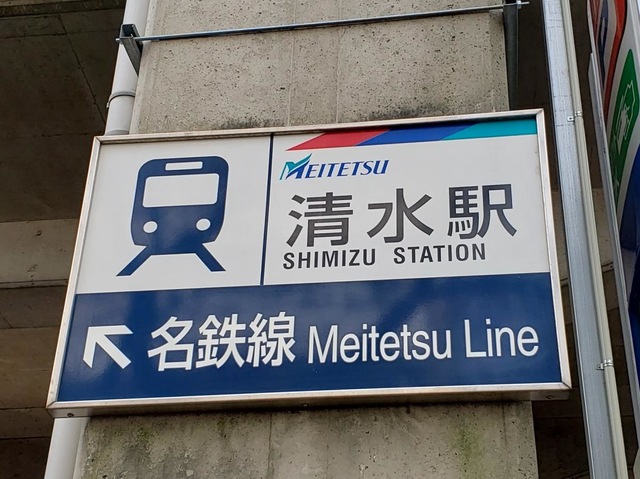 MEITETSU
清水駅
SHIMIZU STATION
名鉄線 Meitetsu Line